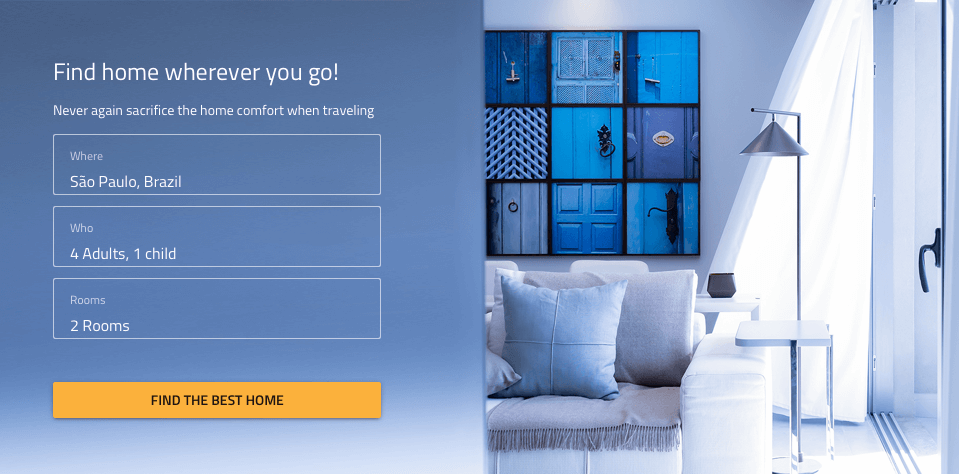 Find home wherever you go!
Never again sacrifice the home comfort when traveling
Where
São Paulo, Brazil
Who
4 Adults, 1 child
Rooms
2 Rooms
FIND THE BEST HOME